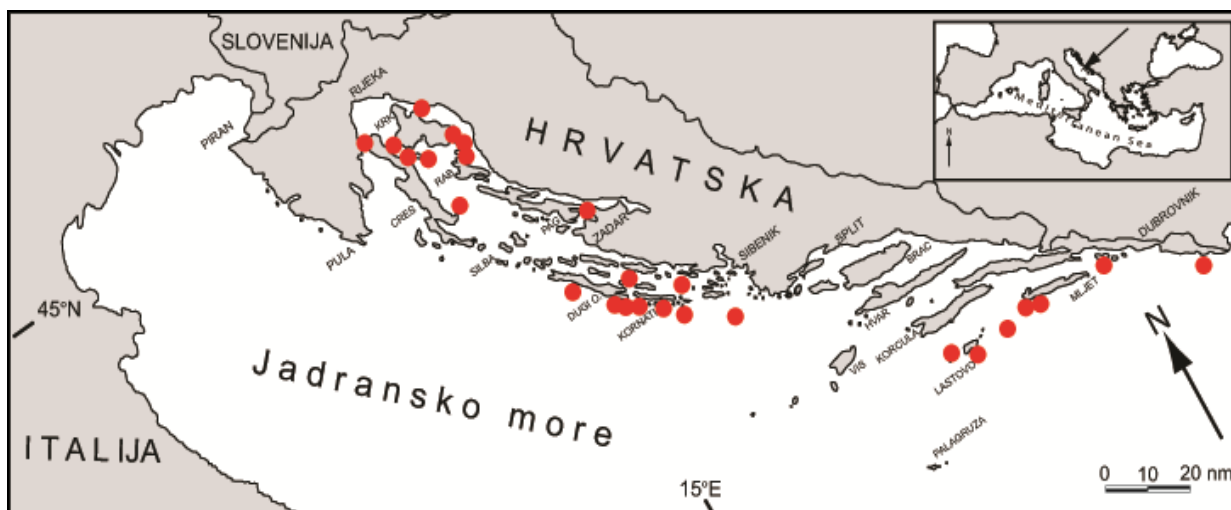 SLOVENIJA
RIJEKA
PIRAN
KRK
HRVATSKA
Mediterranean Sea
N
RAB
CRES
PULA
PAG
ZADAR
SILBA
SIBENIK
SPLIT
BRAC
DUBROVNIK
DUGI O.
KORNATI
HVAR
KORCULA
MLJET
VIS
LASTOVO
45°N
Jadransko more
ITALIJA
PALAGRUZA
N
15°E
0 10 20 nm